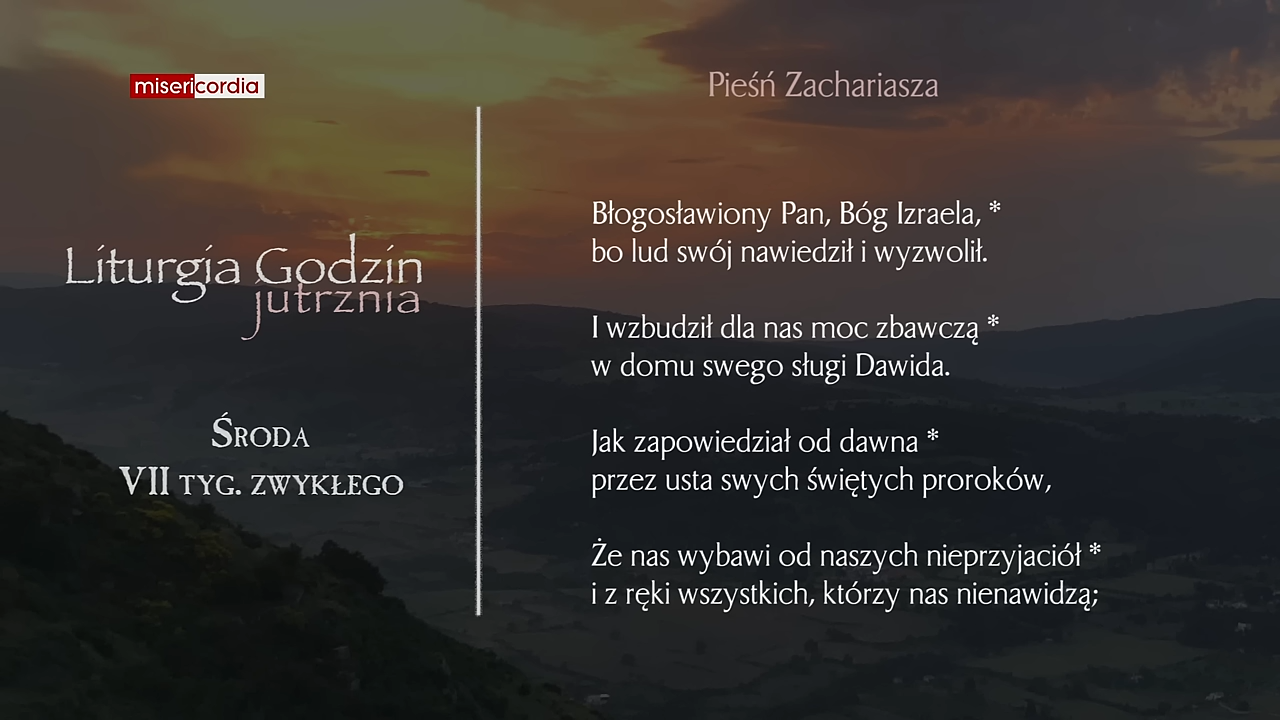 misericordia
Liturgia Godzin
jutrznia
Środa
VII tyg. zwykłego
Pieśń Zachariasza
Błogosławiony Pan, Bóg Izraela, *
bo lud swój nawiedził i wyzwolił.
I wzbudził dla nas moc zbawczą *
w domu swego sługi Dawida.
Jak zapowiedział od dawna *
przez usta swych świętych proroków,
Że nas wybawi od naszych nieprzyjaciół *
i z ręki wszystkich, którzy nas nienawidzą;